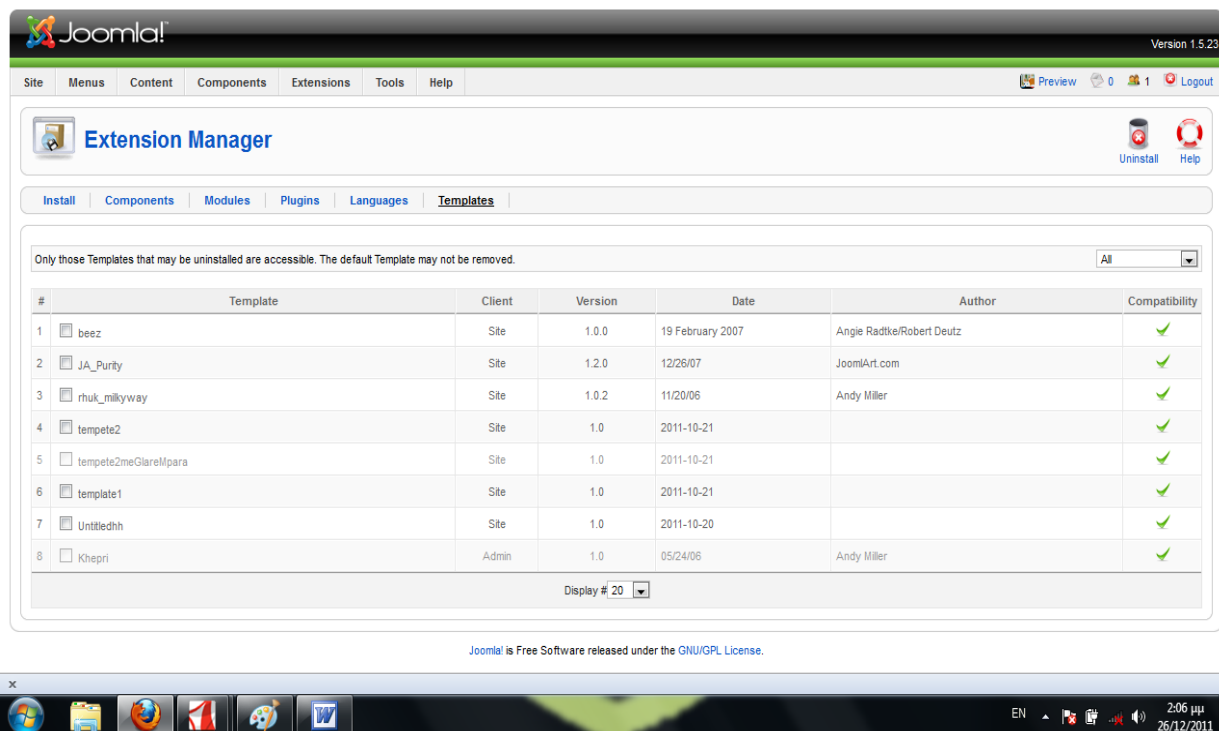 Joomla!
Version 1.5.23
Site Menus Content Components Extensions Tools Help Preview 0 1 Logout
Extension Manager
Uninstall Help
Install Components Modules Plugins Languages Templates
Only those Templates that may be uninstalled are accessible. The default Template may not be removed. All
# Template Client Version Date Author Compatibility
1 beez Site 1.0.0 19 February 2007 Angie Radtke/Robert Deutz
2 JA_Purity Site 1.2.0 12/26/07 JoomlArt.com
3 rhuk_milkyway Site 1.0.2 11/20/06 Andy Miller
4 tempete2 Site 1.0 2011-10-21
5 tempete2meGlareMpara Site 1.0 2011-10-21
6 template1 Site 1.0 2011-10-21
7 Untitledhh Site 1.0 2011-10-20
8 Khepri Admin 1.0 05/24/06 Andy Miller
Display # 20
Joomla! is Free Software released under the GNU/GPL License.
x
W
EN 2:06 μμ
26/12/2011